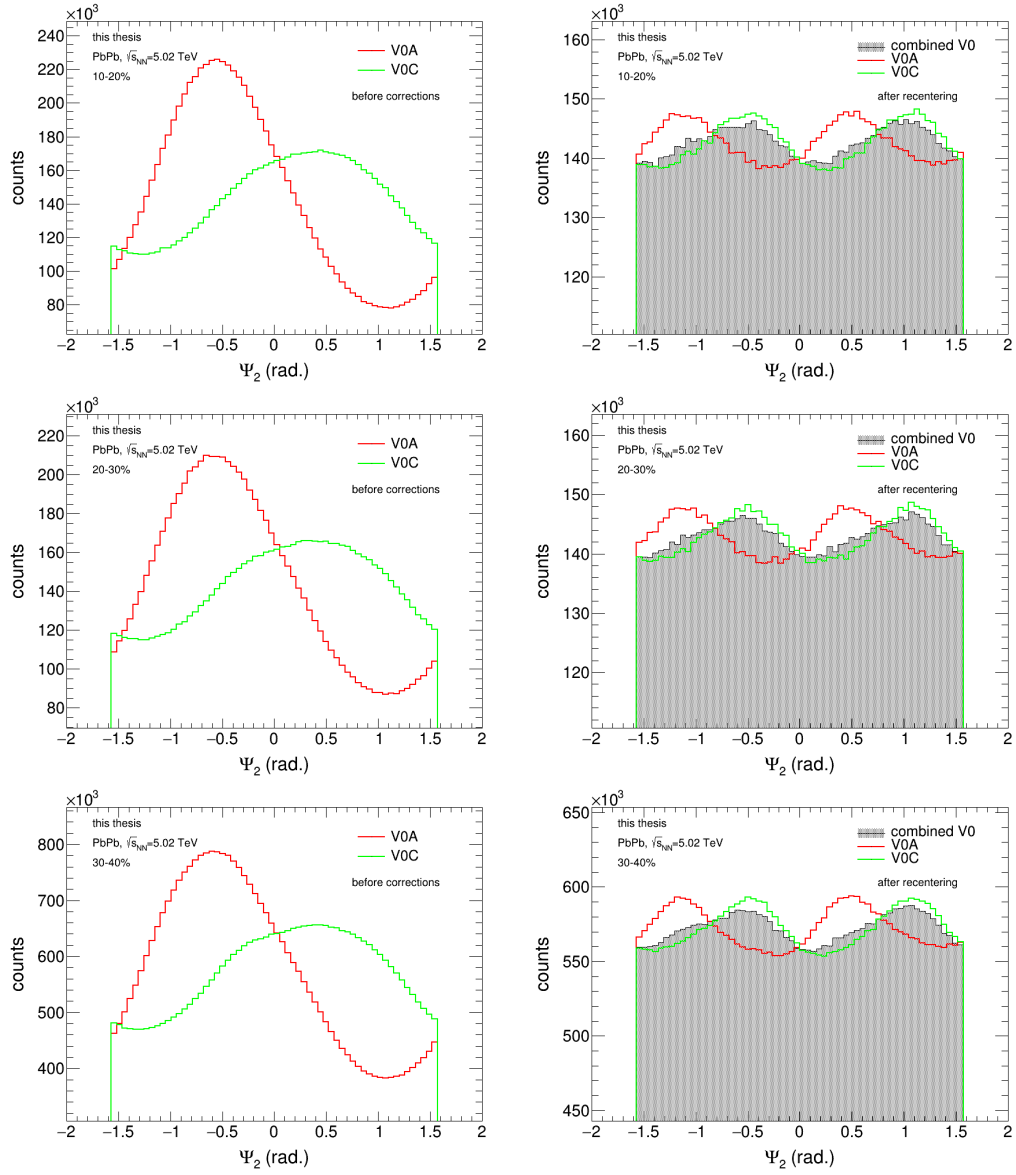 ×10³
this thesis
PbPb, √s_NN=5.02 TeV
10-20%
V0A
V0C
before corrections
240
220
200
180
160
140
120
100
80
counts
−2 −1.5 −1 −0.5 0 0.5 1 1.5 2
Ψ₂ (rad.)
×10³
this thesis
PbPb, √s_NN=5.02 TeV
10-20%
combined V0
V0A
V0C
after recentering
160
150
140
130
120
counts
−2 −1.5 −1 −0.5 0 0.5 1 1.5 2
Ψ₂ (rad.)
×10³
this thesis
PbPb, √s_NN=5.02 TeV
20-30%
V0A
V0C
before corrections
220
200
180
160
140
120
100
80
counts
−2 −1.5 −1 −0.5 0 0.5 1 1.5 2
Ψ₂ (rad.)
×10³
this thesis
PbPb, √s_NN=5.02 TeV
20-30%
combined V0
V0A
V0C
after recentering
160
150
140
130
120
counts
−2 −1.5 −1 −0.5 0 0.5 1 1.5 2
Ψ₂ (rad.)
×10³
this thesis
PbPb, √s_NN=5.02 TeV
30-40%
V0A
V0C
before corrections
800
700
600
500
400
counts
−2 −1.5 −1 −0.5 0 0.5 1 1.5 2
Ψ₂ (rad.)
×10³
this thesis
PbPb, √s_NN=5.02 TeV
30-40%
combined V0
V0A
V0C
after recentering
650
600
550
500
450
counts
−2 −1.5 −1 −0.5 0 0.5 1 1.5 2
Ψ₂ (rad.)